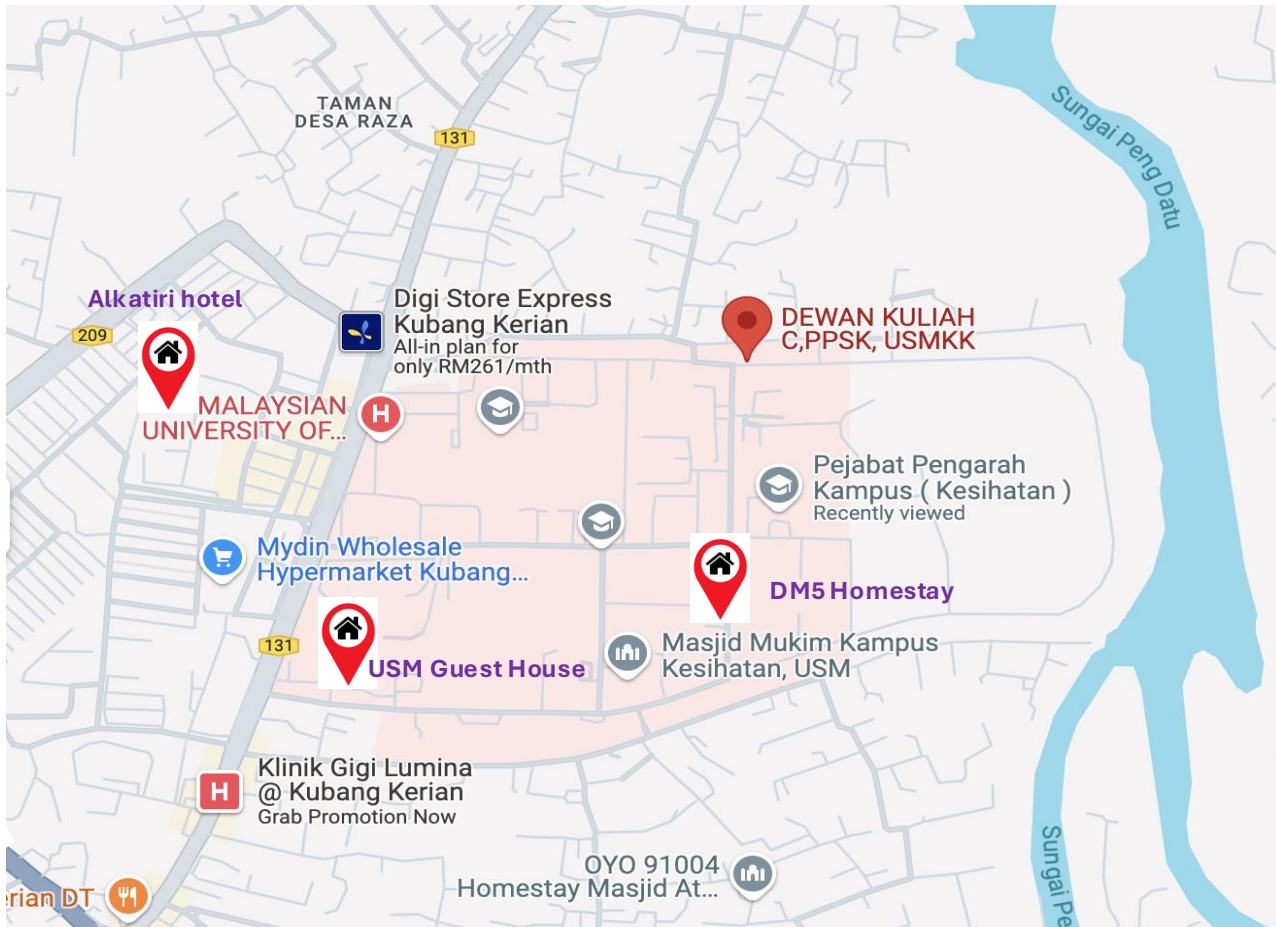 TAMAN
DESA RAZA
131
Sungai Peng Datu
Alkatiri hotel
209
Digi Store Express
Kubang Kerian
All-in plan for
only RM261/mth
DEWAN KULIAH
C,PPSK, USMKK
MALAYSIAN
UNIVERSITY OF...
H
Pejabat Pengarah
Kampus ( Kesihatan )
Recently viewed
Mydin Wholesale
Hypermarket Kubang...
DM5 Homestay
131
USM Guest House
Masjid Mukim Kampus
Kesihatan, USM
H
Klinik Gigi Lumina
@ Kubang Kerian
Grab Promotion Now
OYO 91004
Homestay Masjid At...
Sungai Pe
erian DT